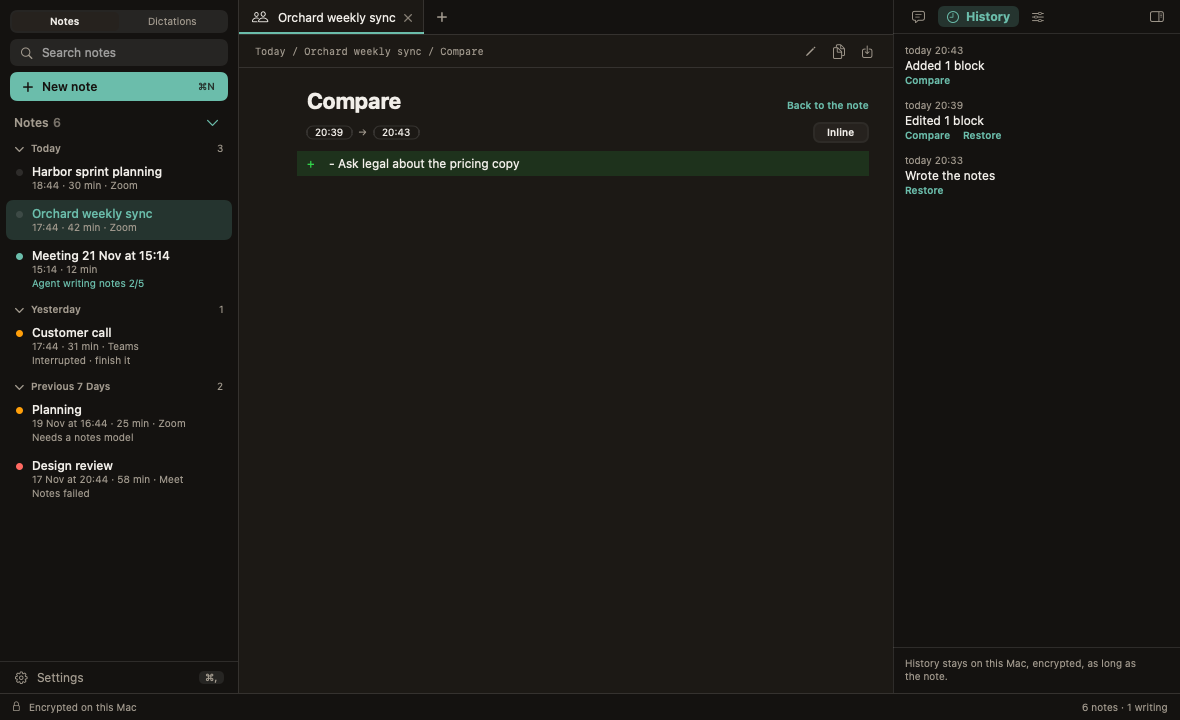 Notes
Dictations
Search notes
New note ⌘N
Notes 6
Today 3
Harbor sprint planning
18:44 · 30 min · Zoom
Orchard weekly sync
17:44 · 42 min · Zoom
Meeting 21 Nov at 15:14
15:14 · 12 min
Agent writing notes 2/5
Yesterday 1
Customer call
17:44 · 31 min · Teams
Interrupted · finish it
Previous 7 Days 2
Planning
19 Nov at 16:44 · 25 min · Zoom
Needs a notes model
Design review
17 Nov at 20:44 · 58 min · Meet
Notes failed
Settings ⌘,
Encrypted on this Mac
Orchard weekly sync
Today / Orchard weekly sync / Compare
Compare
Back to the note
20:39 → 20:43
Inline
+ - Ask legal about the pricing copy
History
today 20:43
Added 1 block
Compare
today 20:39
Edited 1 block
Compare Restore
today 20:33
Wrote the notes
Restore
History stays on this Mac, encrypted, as long as
the note.
6 notes · 1 writing